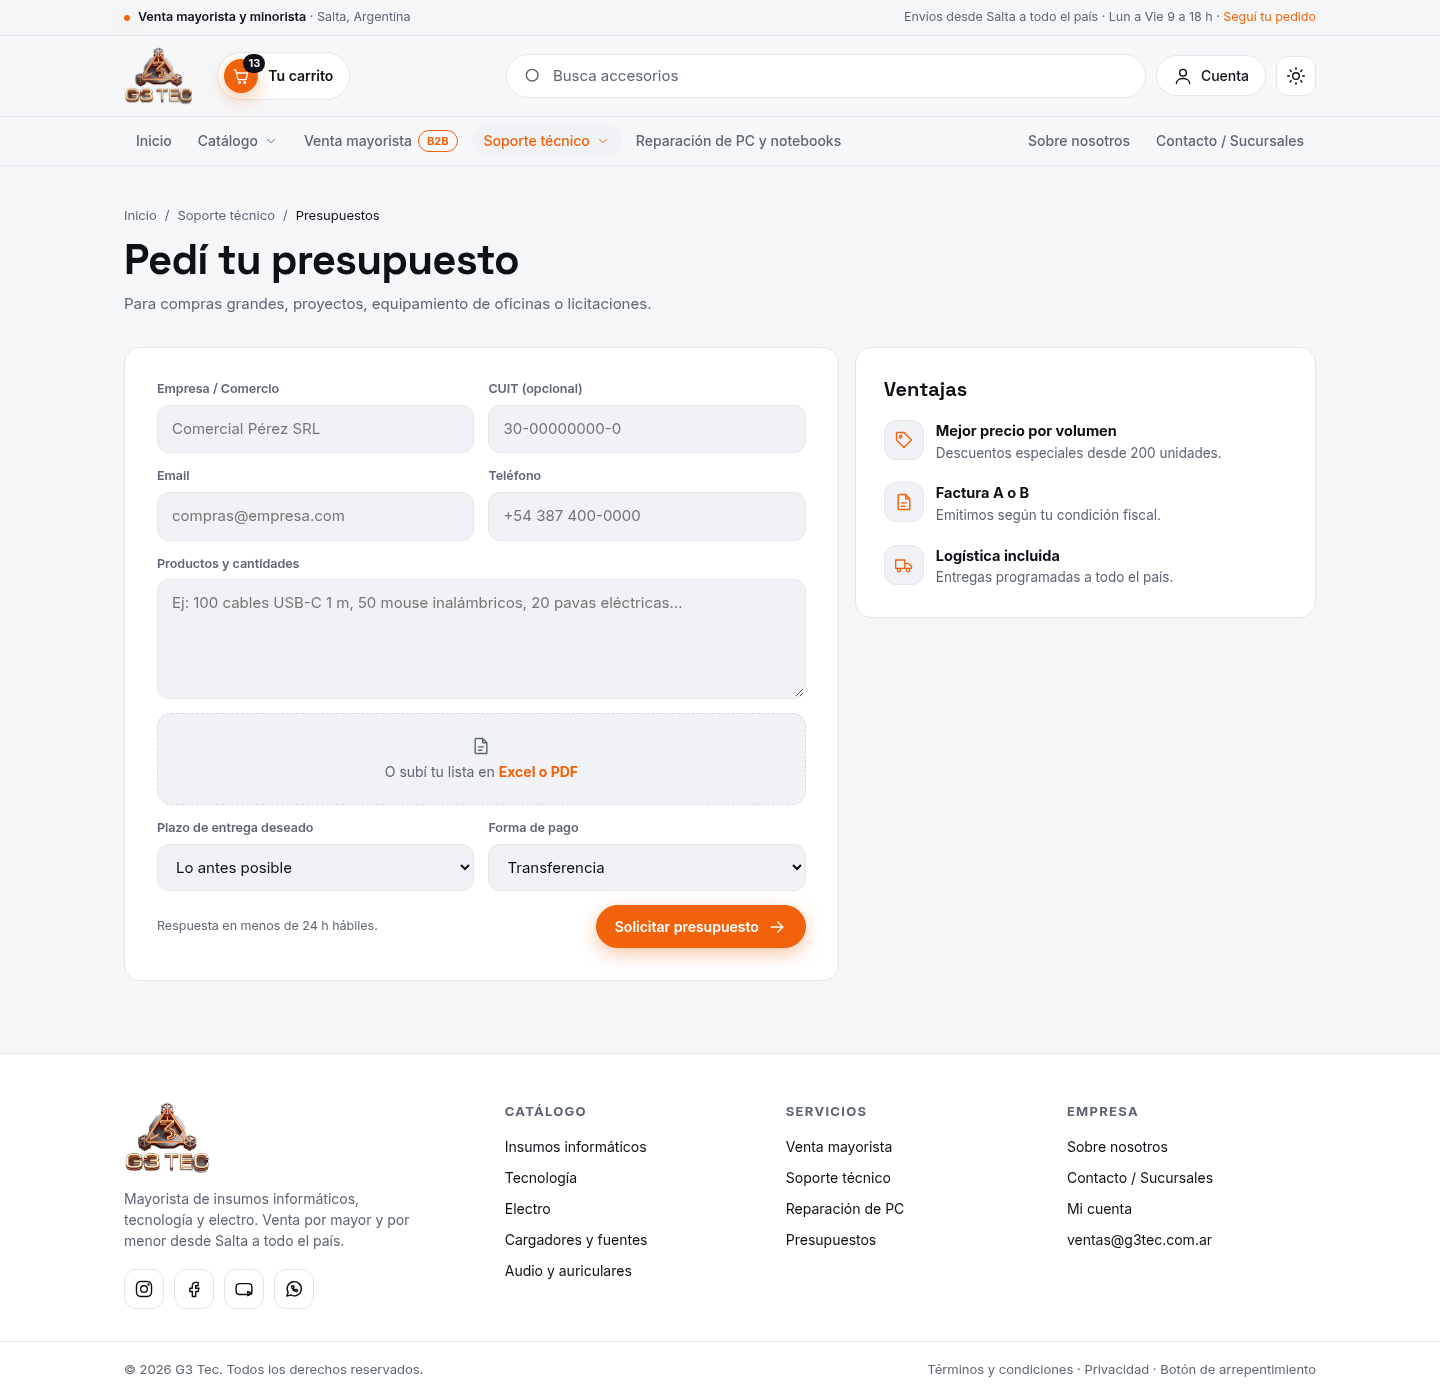 Venta mayorista y minorista · Salta, Argentina
Envíos desde Salta a todo el país · Lun a Vie 9 a 18 h · Seguí tu pedido
G3 TEC
13
Tu carrito
Busca accesorios
Cuenta
Inicio
Catálogo
Venta mayorista B2B
Soporte técnico
Reparación de PC y notebooks
Sobre nosotros
Contacto / Sucursales
Inicio / Soporte técnico / Presupuestos
Pedí tu presupuesto
Para compras grandes, proyectos, equipamiento de oficinas o licitaciones.
Empresa / Comercio
Comercial Pérez SRL
CUIT (opcional)
30-00000000-0
Email
compras@empresa.com
Teléfono
+54 387 400-0000
Productos y cantidades
Ej: 100 cables USB-C 1 m, 50 mouse inalámbricos, 20 pavas eléctricas...
O subí tu lista en Excel o PDF
Plazo de entrega deseado
Lo antes posible
Forma de pago
Transferencia
Respuesta en menos de 24 h hábiles.
Solicitar presupuesto
Ventajas
Mejor precio por volumen
Descuentos especiales desde 200 unidades.
Factura A o B
Emitimos según tu condición fiscal.
Logística incluida
Entregas programadas a todo el país.
3
G3 TEC
Mayorista de insumos informáticos,
tecnología y electro. Venta por mayor y por
menor desde Salta a todo el país.
CATÁLOGO
Insumos informáticos
Tecnología
Electro
Cargadores y fuentes
Audio y auriculares
SERVICIOS
Venta mayorista
Soporte técnico
Reparación de PC
Presupuestos
EMPRESA
Sobre nosotros
Contacto / Sucursales
Mi cuenta
ventas@g3tec.com.ar
© 2026 G3 Tec. Todos los derechos reservados.
Términos y condiciones · Privacidad · Botón de arrepentimiento